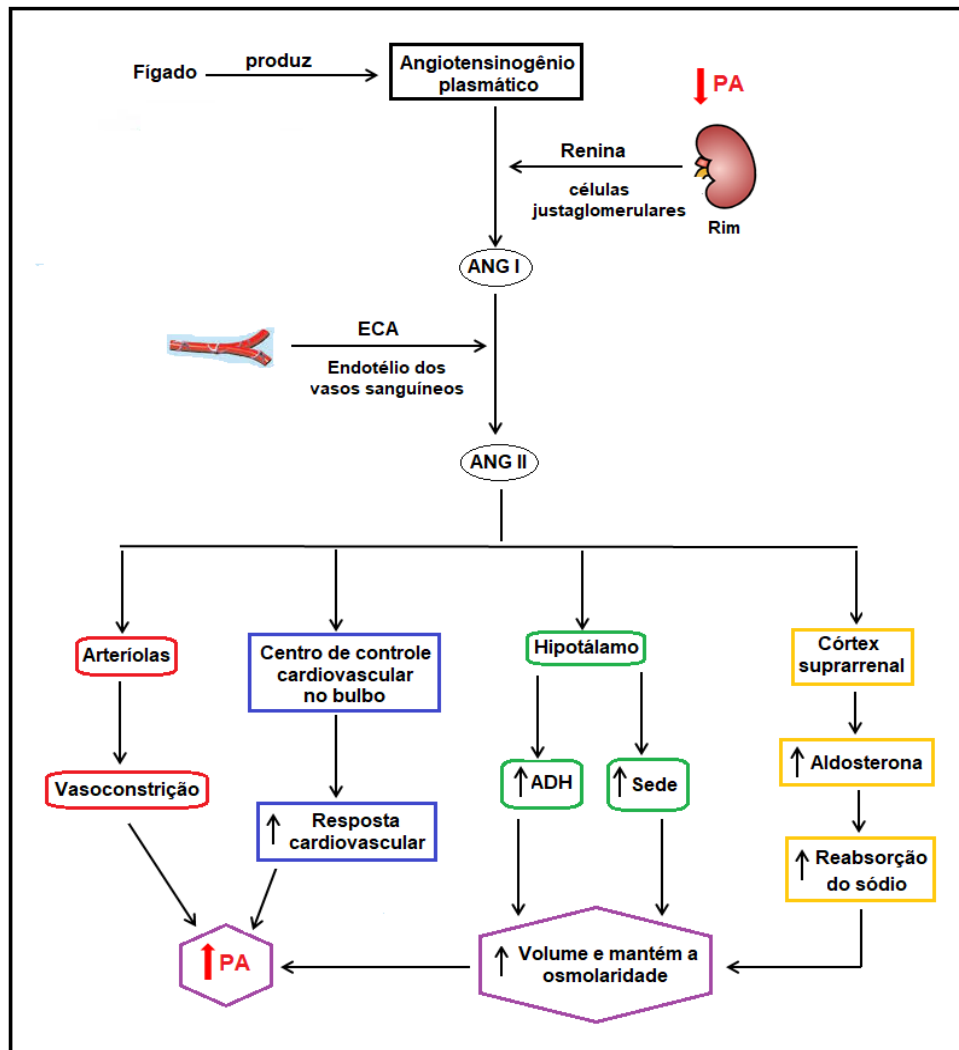 Fígado
produz
Angiotensinogênio
plasmático
PA
Renina
células
justaglomerulares
Rim
ANG I
ECA
Endotélio dos
vasos sanguíneos
ANG II
Arteríolas
Centro de controle
cardiovascular
no bulbo
Hipotálamo
Córtex
suprarrenal
Vasoconstrição
Resposta
cardiovascular
ADH
Sede
Aldosterona
Reabsorção
do sódio
PA
Volume e mantém a
osmolaridade